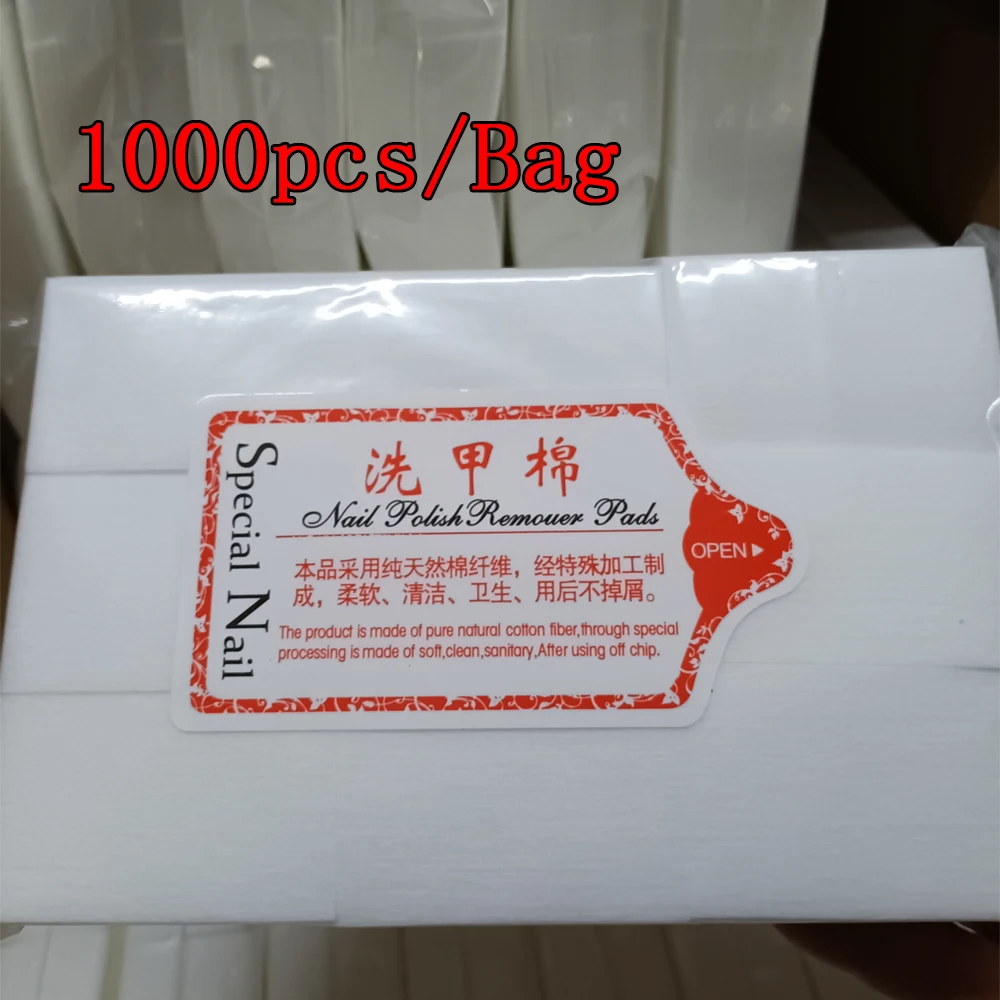 1000pcs/Bag
Special Nail
洗甲棉
Nail Polish Remouer Pads
OPEN
本品采用纯天然棉纤维，经特殊加工制
成，柔软、清洁、卫生、用后不掉屑。
The product is made of pure natural cotton fiber,through special
processing is made of soft,clean,sanitary,After using off chip.